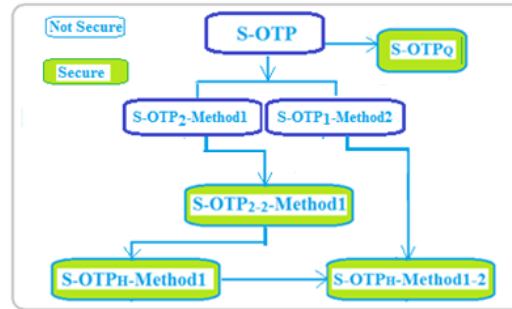 Not Secure
S-OTP
S-OTPQ
Secure
S-OTP2-Method1
S-OTP1-Method2
S-OTP2-2-Method1
S-OTPH-Method1
S-OTPH-Method1-2